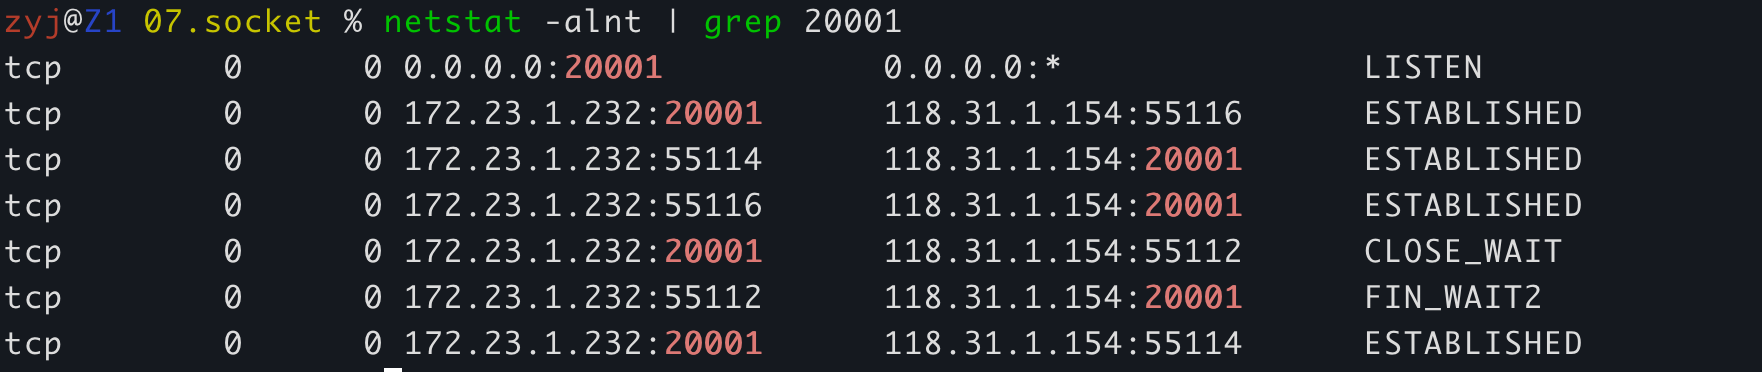 zyj@Z1 07.socket % netstat -alnt | grep 20001
tcp        0      0 0.0.0.0:20001           0.0.0.0:*               LISTEN
tcp        0      0 172.23.1.232:20001      118.31.1.154:55116      ESTABLISHED
tcp        0      0 172.23.1.232:55114      118.31.1.154:20001      ESTABLISHED
tcp        0      0 172.23.1.232:55116      118.31.1.154:20001      ESTABLISHED
tcp        0      0 172.23.1.232:20001      118.31.1.154:55112      CLOSE_WAIT
tcp        0      0 172.23.1.232:55112      118.31.1.154:20001      FIN_WAIT2
tcp        0      0 172.23.1.232:20001      118.31.1.154:55114      ESTABLISHED